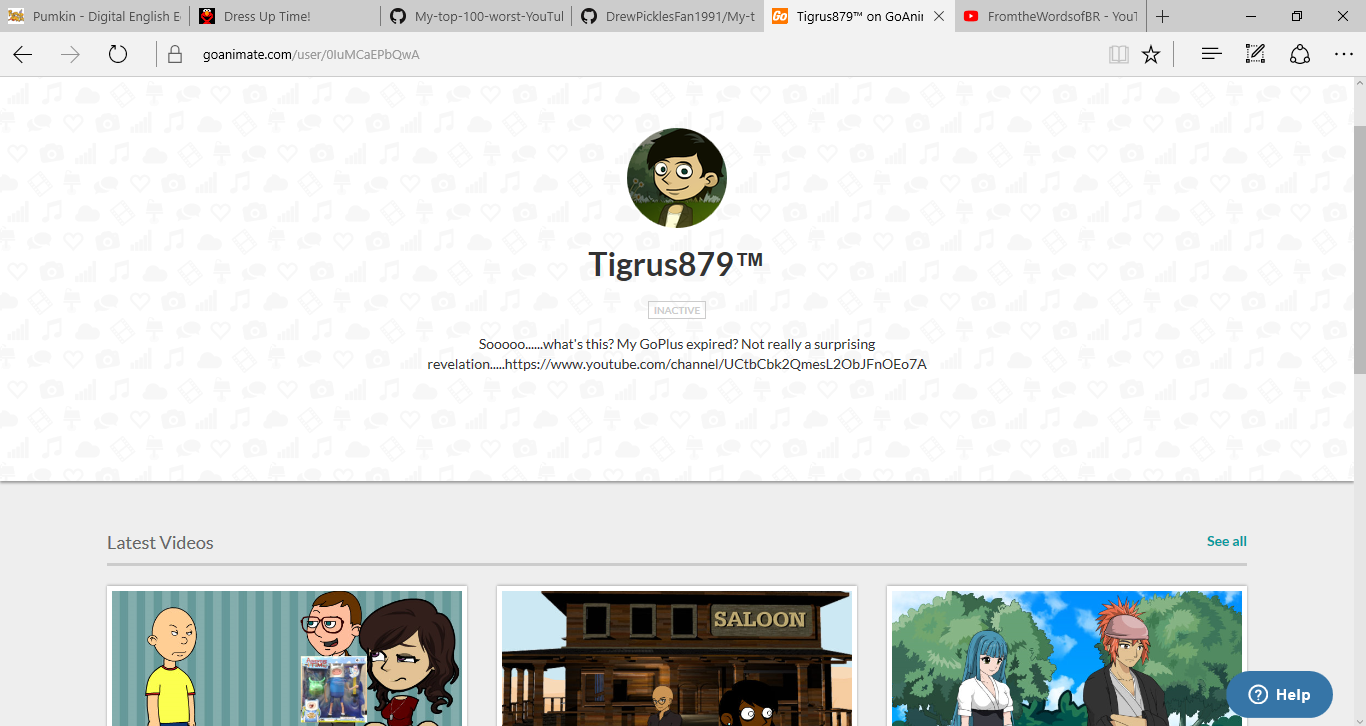 Pumkin - Digital English E
Dress Up Time!
My-top-100-worst-YouTul
DrewPicklesFan1991/My-t
Go
Tigrus879™ on GoAni
FromtheWordsofBR - YouT
goanimate.com/user/0IuMCaEPbQwA
Tigrus879™
INACTIVE
Sooooo......what's this? My GoPlus expired? Not really a surprising
revelation.....https://www.youtube.com/channel/UCtbCbk2QmesL2ObJFnOEo7A
Latest Videos
See all
SALOON
Help